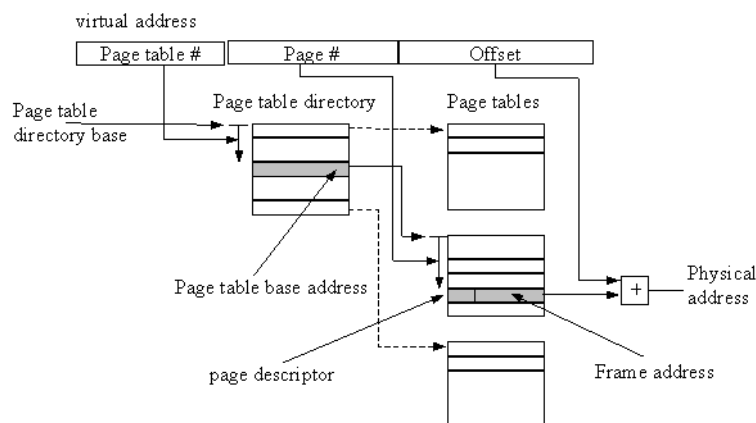 virtual address
Page table #
Page #
Offset
Page table directory
Page tables
Page table
directory base
Page table base address
+
Physical
address
page descriptor
Frame address